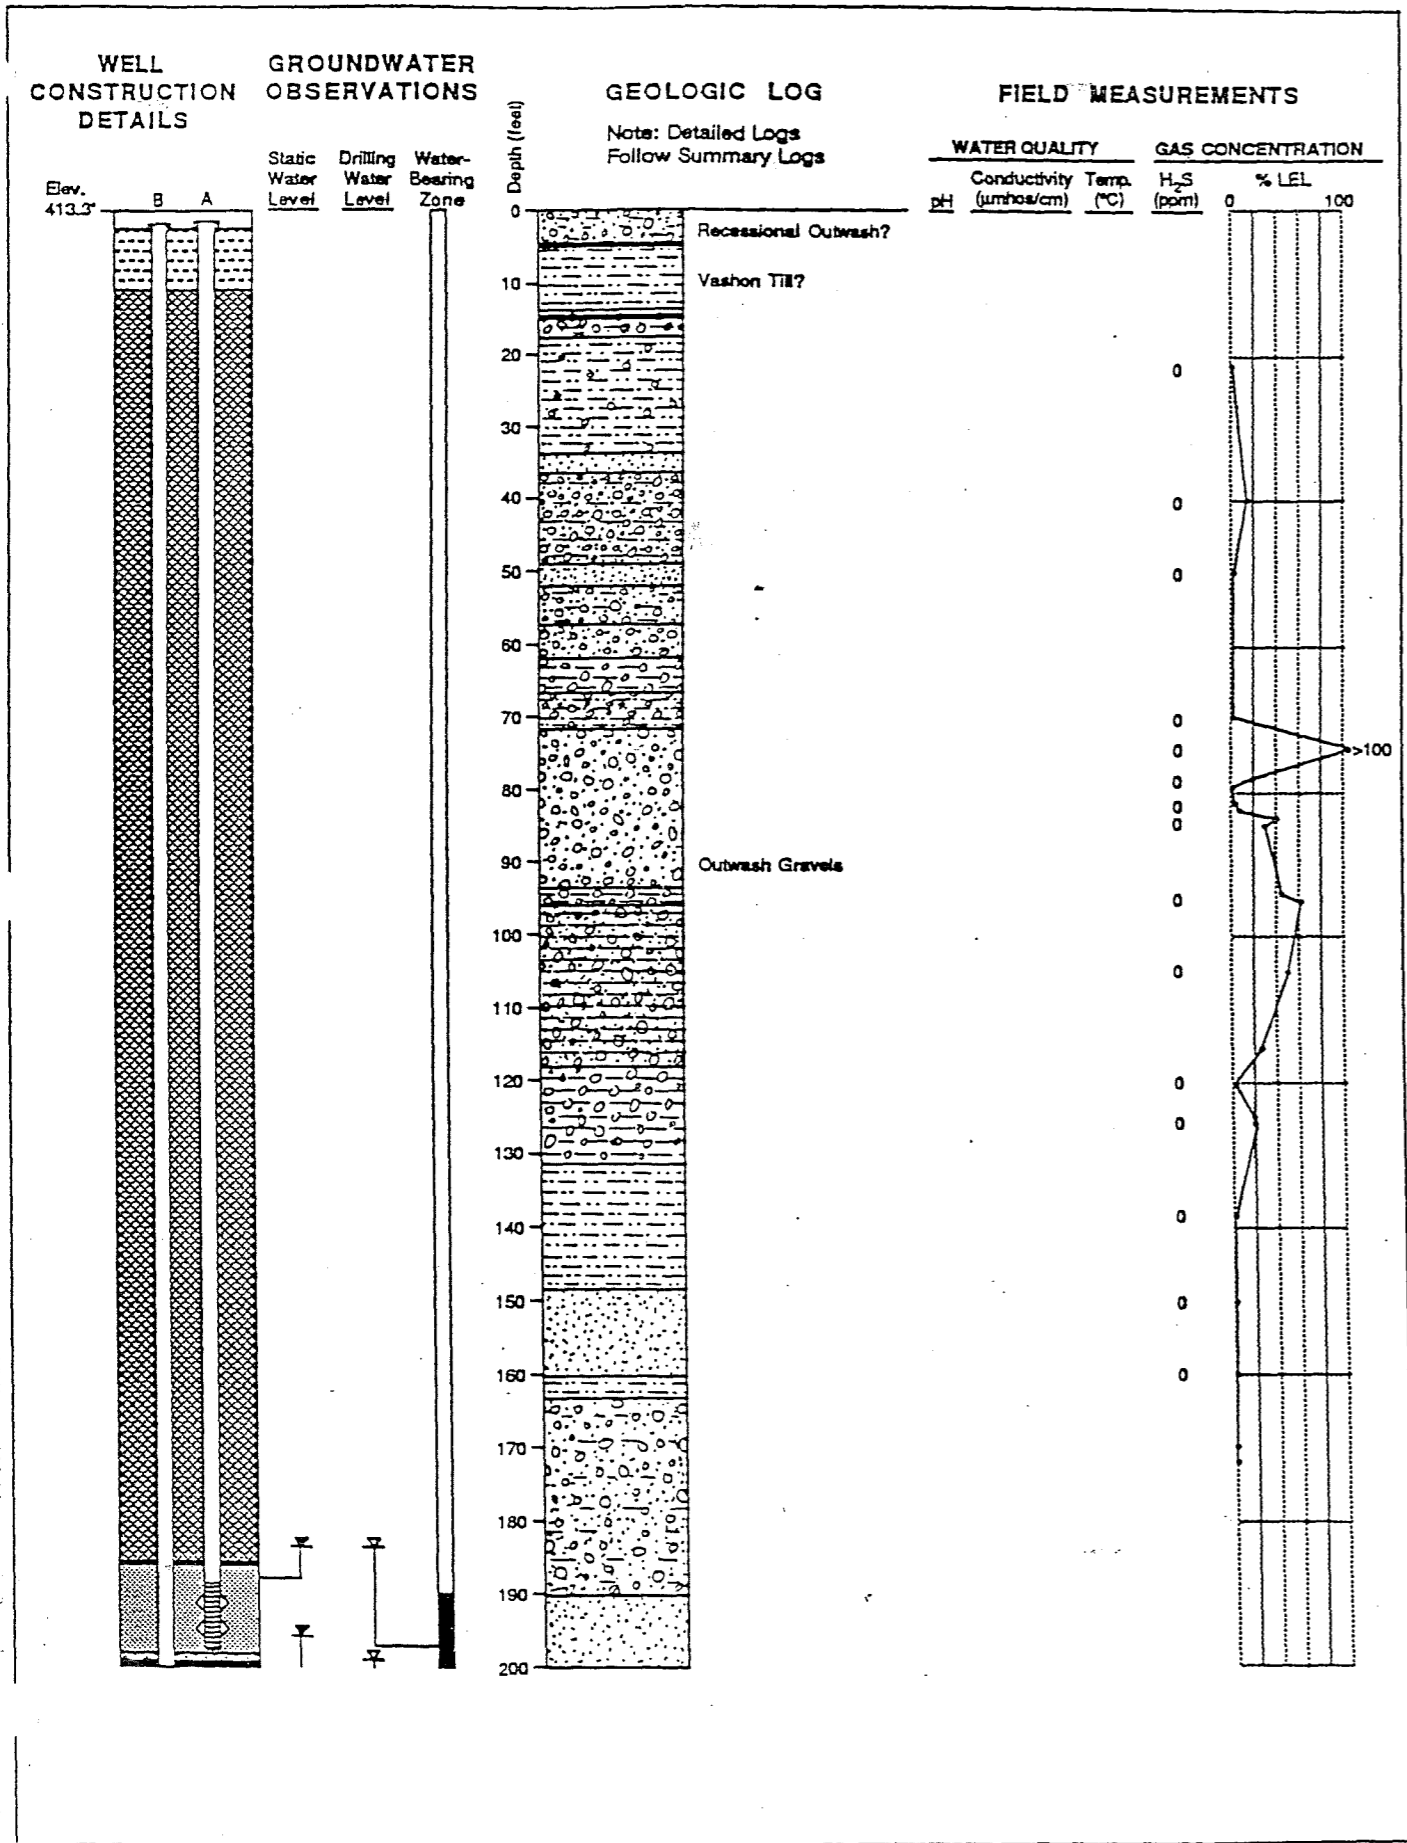 WELL
CONSTRUCTION
DETAILS
GROUNDWATER
OBSERVATIONS
GEOLOGIC LOG
Note: Detailed Logs
Follow Summary Logs
FIELD MEASUREMENTS
Static
Water
Level
Drilling
Water
Level
Water-
Bearing
Zone
Depth (feet)
WATER QUALITY
GAS CONCENTRATION
pH
Conductivity
(µmhos/cm)
Temp.
(°C)
H₂S
(ppm)
% LEL
0 100
Elev.
413.3'
B A
0
Recessional Outwash?
10
Vashon Till?
20
0
30
40
0
50
0
60
70
0
0
>100
0
80
0
0
90
Outwash Gravels
0
100
0
110
120
0
0
130
0
140
150
0
160
0
170
180
190
200